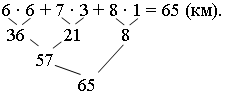 6 · 6 + 7 · 3 + 8 · 1 = 65 (км).
36 21 8
57
65